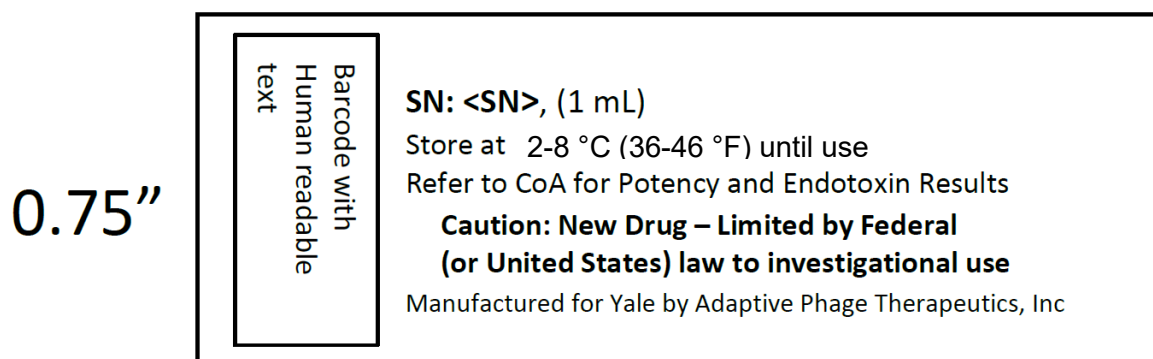 0.75”
Barcode with
Human readable
text
SN: <SN>, (1 mL)
Store at 2-8 °C (36-46 °F) until use
Refer to CoA for Potency and Endotoxin Results
Caution: New Drug – Limited by Federal
(or United States) law to investigational use
Manufactured for Yale by Adaptive Phage Therapeutics, Inc